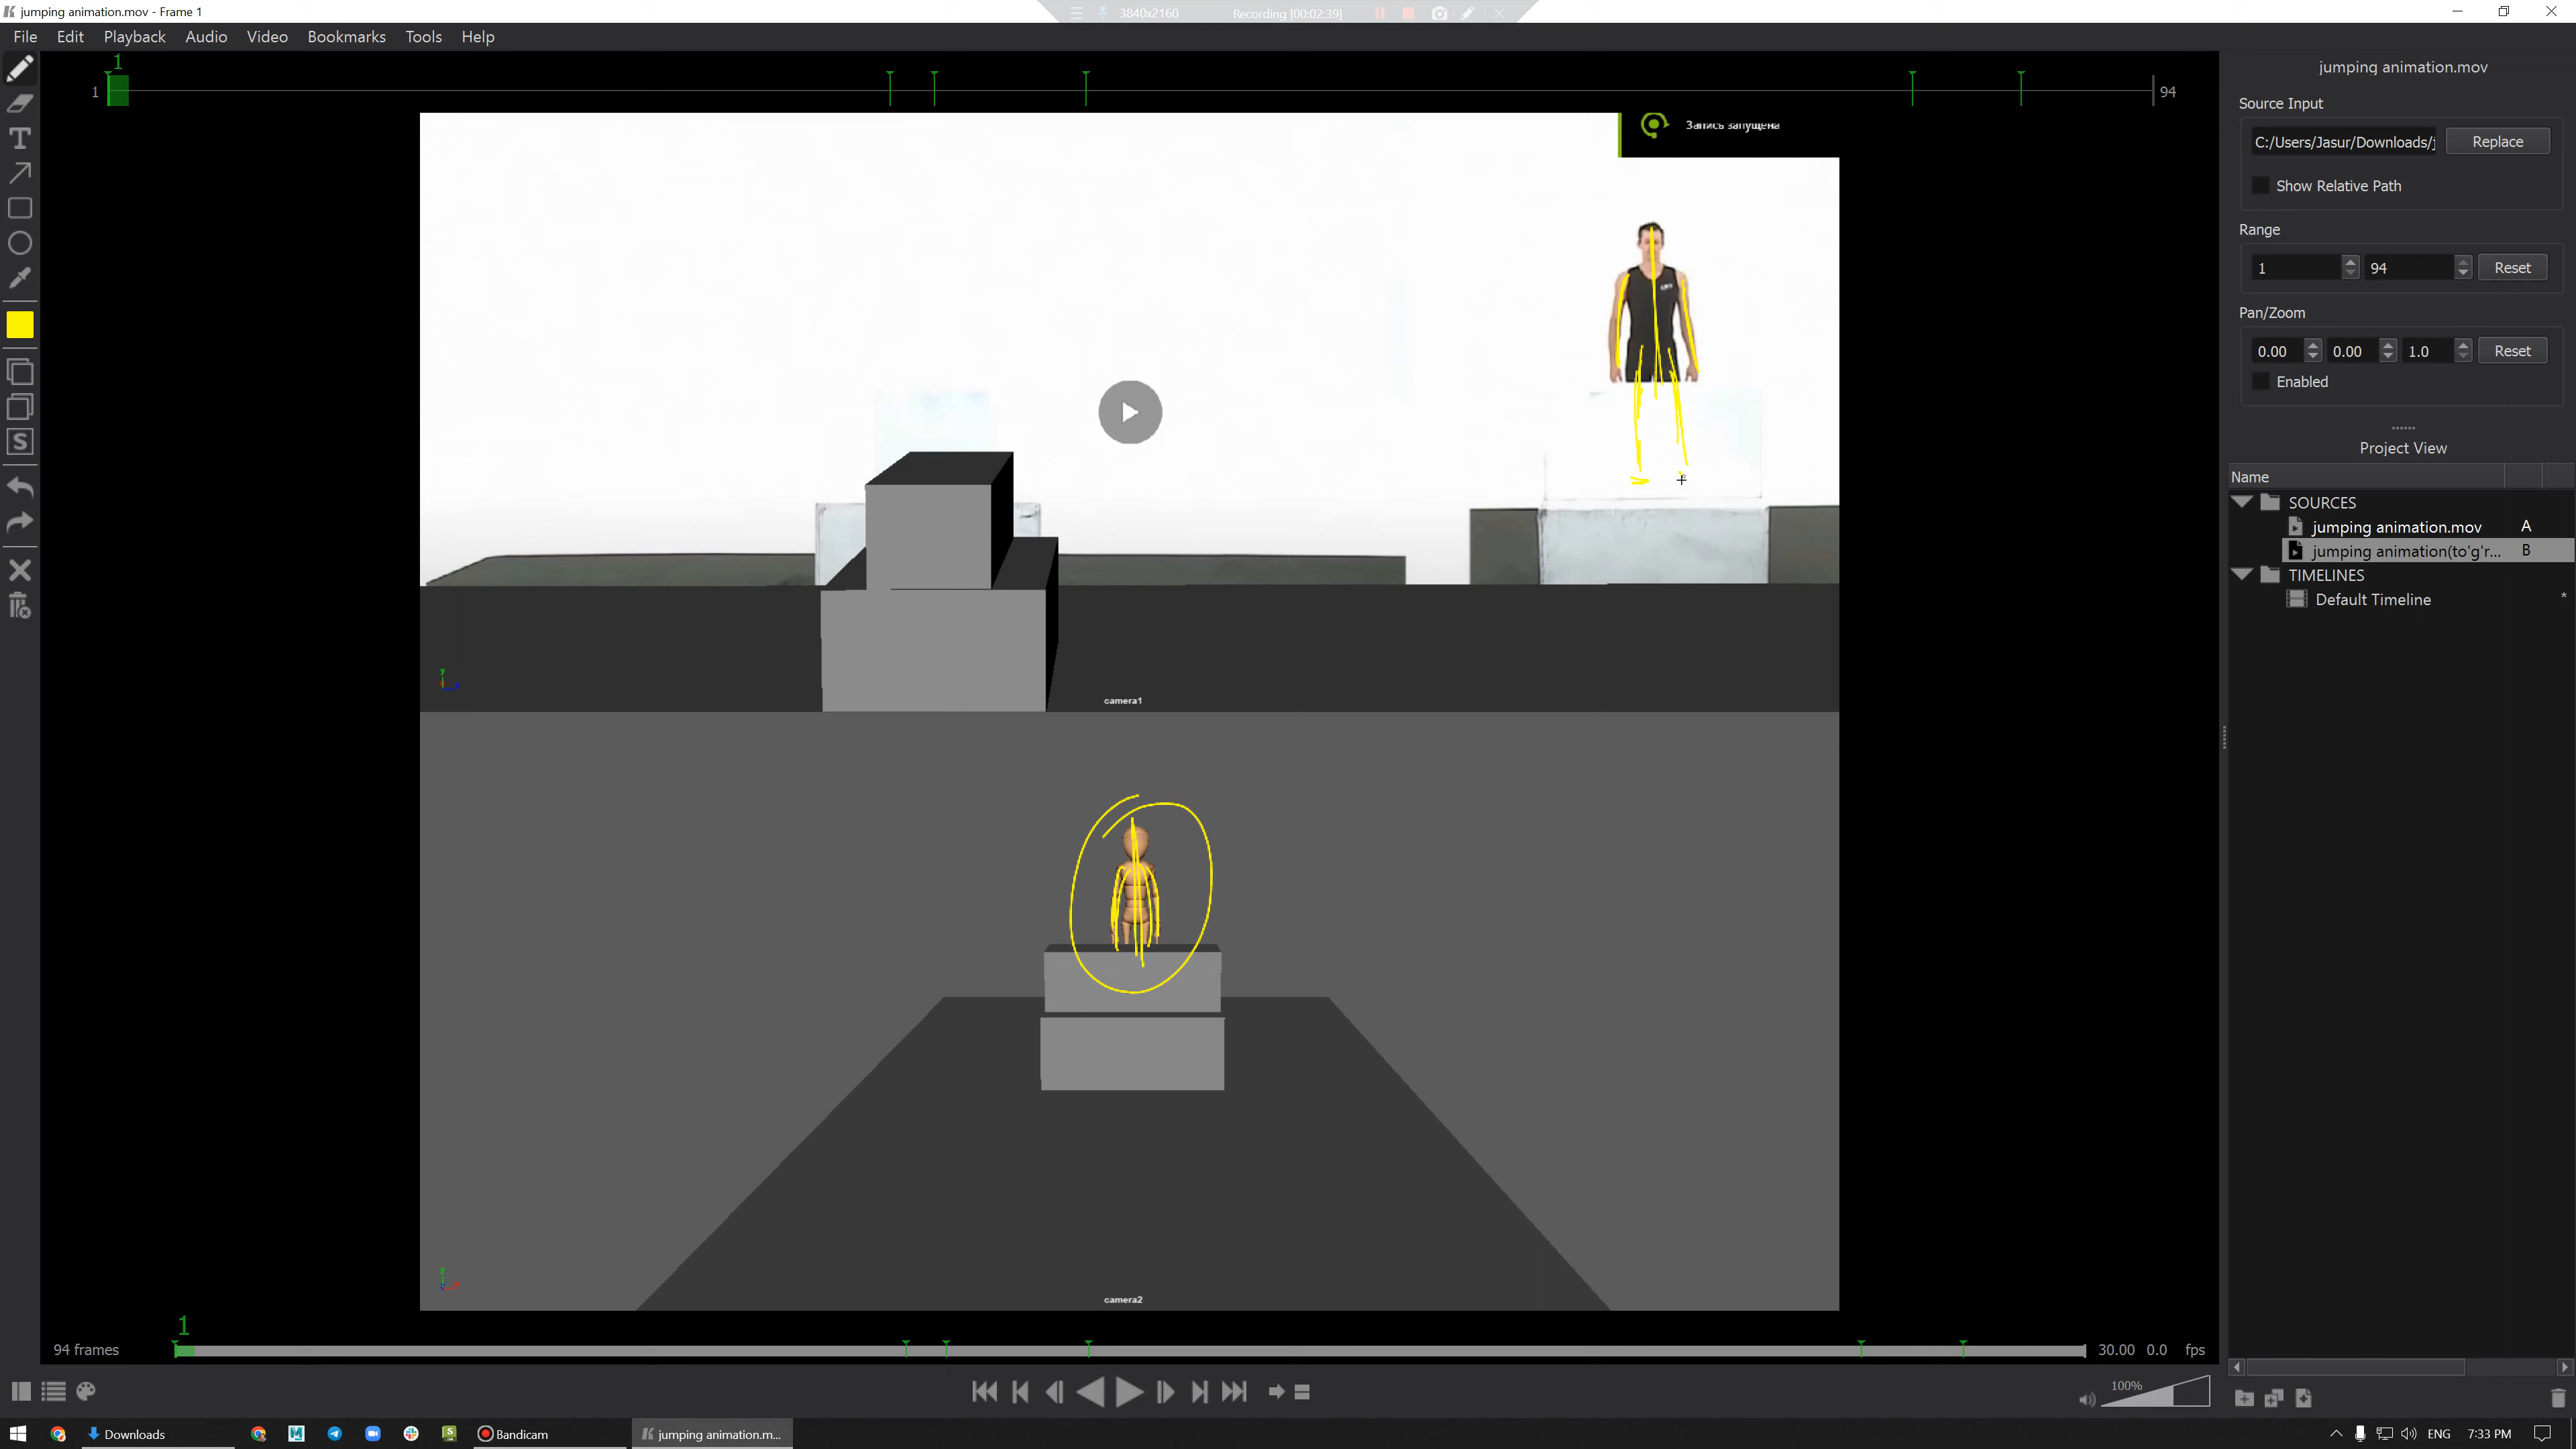 jumping animation.mov - Frame 1
3840x2160
Recording [00:02:39]
File Edit Playback Audio Video Bookmarks Tools Help
1
1
94
Запись запущена
camera1
camera2
1
94 frames
30.00 0.0 fps
100%
jumping animation.mov
Source Input
C:/Users/Jasur/Downloads/j
Replace
Show Relative Path
Range
1
94
Reset
Pan/Zoom
0.00
0.00
1.0
Reset
Enabled
Project View
Name
SOURCES
jumping animation.mov A
jumping animation(to'g'r... B
TIMELINES
Default Timeline *
Downloads
Bandicam
jumping animation.m...
ENG
7:33 PM